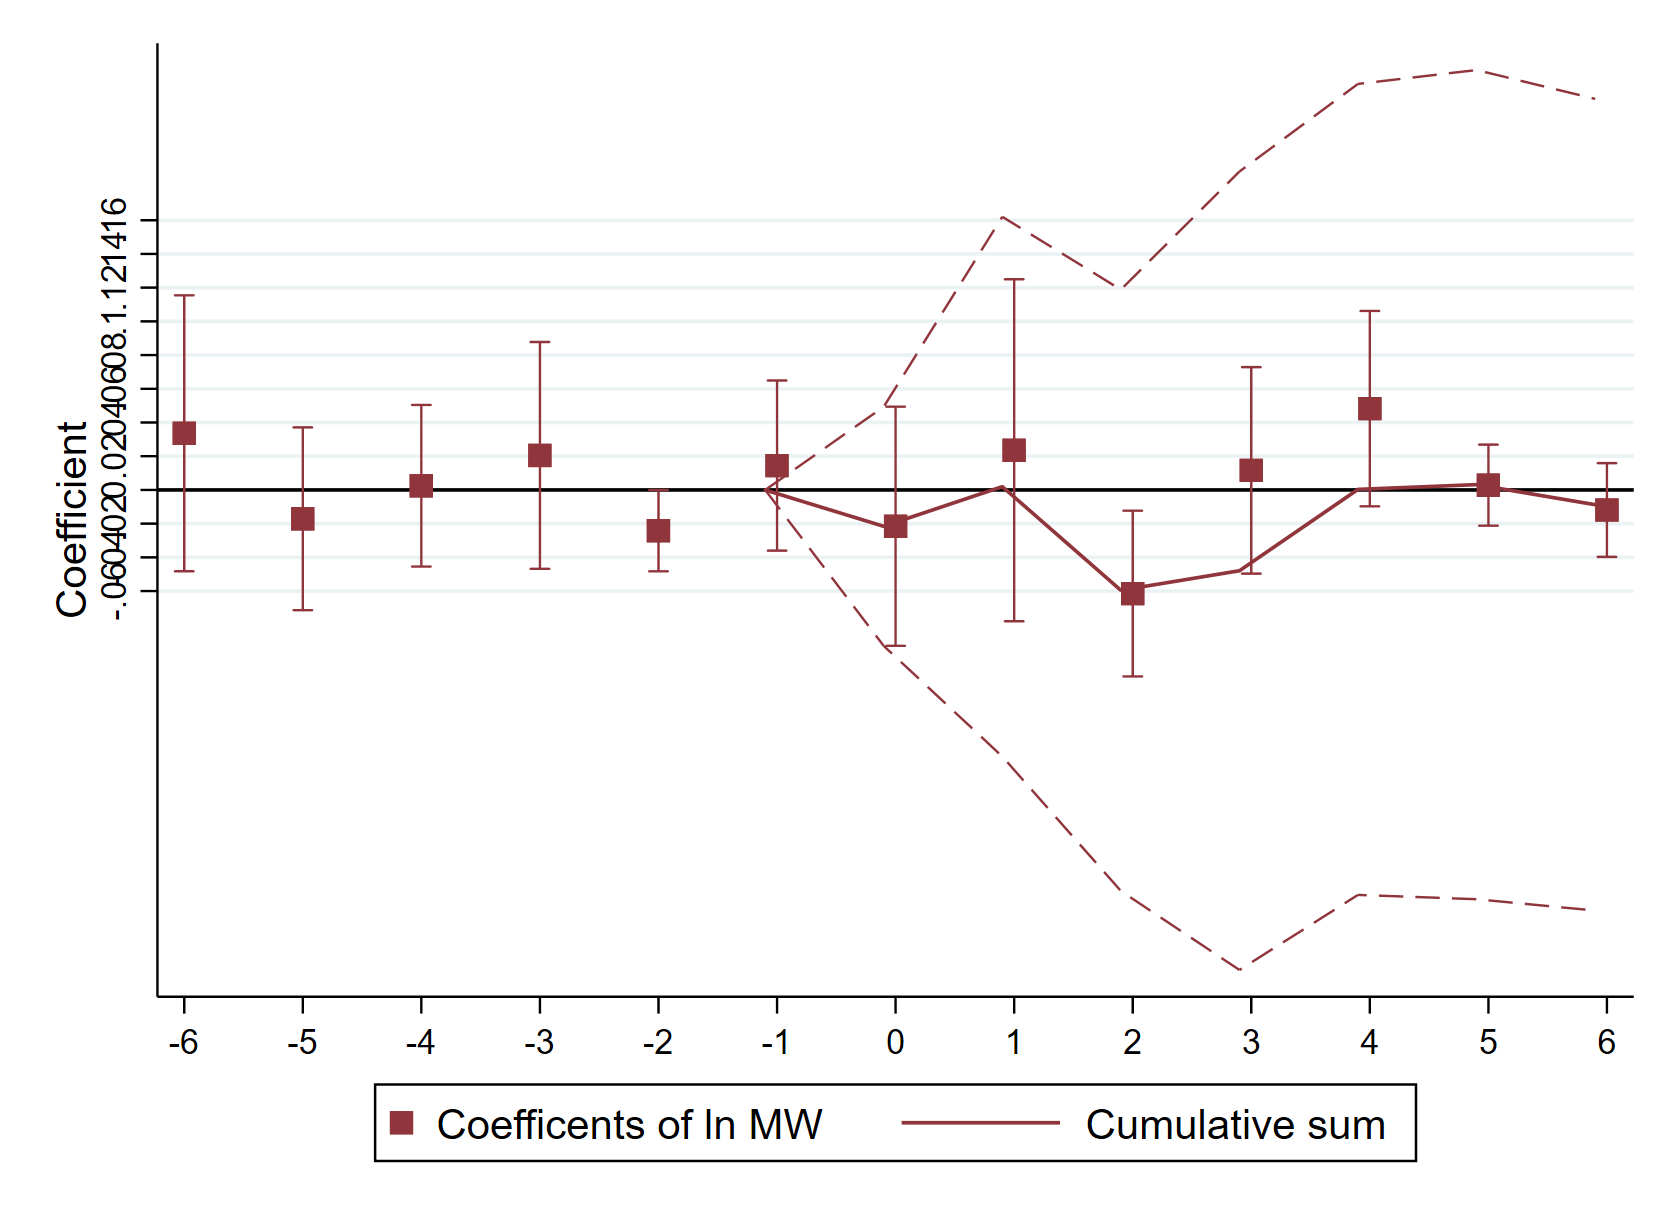 Coefficient
-.06 -.04 -.02 0 .02 .04 .06 .08 .1 .12 .14 .16
-6 -5 -4 -3 -2 -1 0 1 2 3 4 5 6
Coefficents of ln MW Cumulative sum